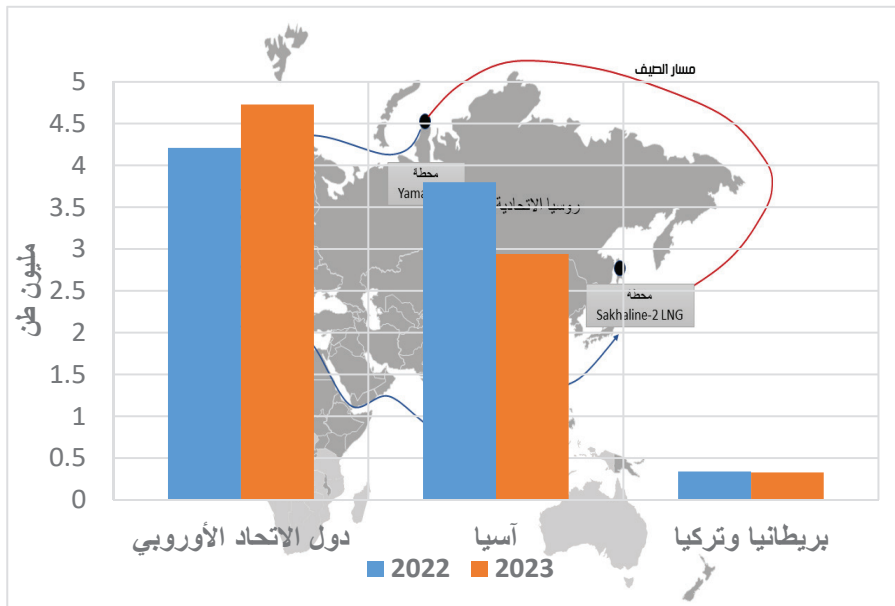 مسار الصيف
5
4.5
4
3.5
3
2.5
2
1.5
1
0.5
0
مليون طن
محطة
Yama
روسيا الاتحادية
محطة
Sakhaline-2 LNG
دول الاتحاد الأوروبي
آسيا
بريطانيا وتركيا
2022
2023